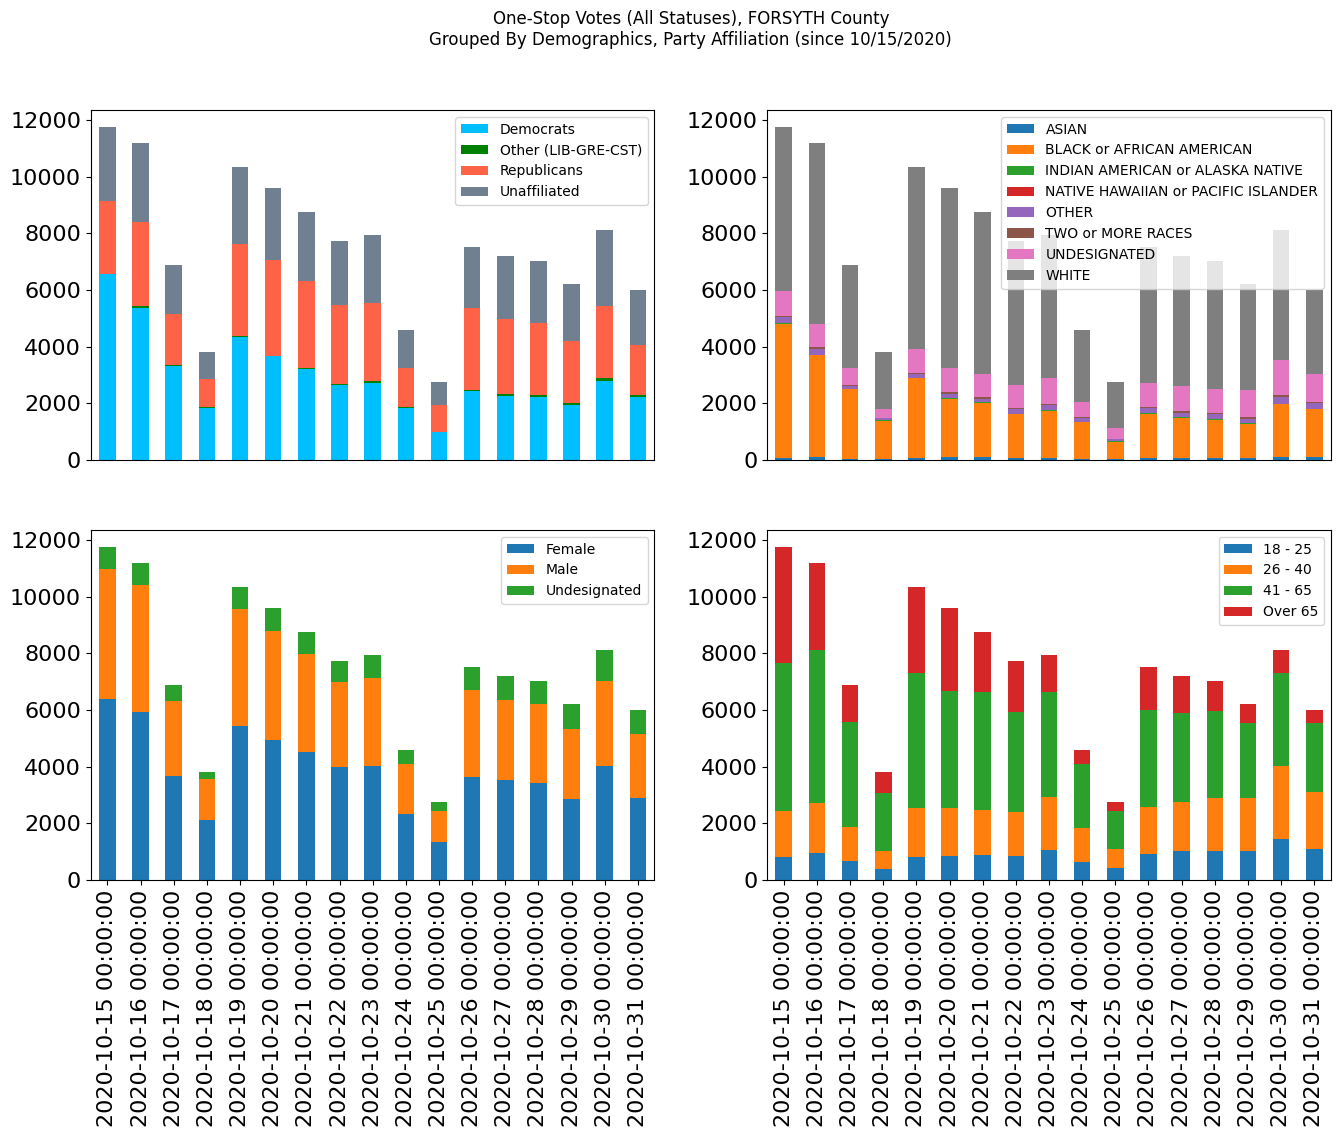 One-Stop Votes (All Statuses), FORSYTH County
Grouped By Demographics, Party Affiliation (since 10/15/2020)
12000
10000
8000
6000
4000
2000
0
Democrats
Other (LIB-GRE-CST)
Republicans
Unaffiliated
12000
10000
8000
6000
4000
2000
0
ASIAN
BLACK or AFRICAN AMERICAN
INDIAN AMERICAN or ALASKA NATIVE
NATIVE HAWAIIAN or PACIFIC ISLANDER
OTHER
TWO or MORE RACES
UNDESIGNATED
WHITE
12000
10000
8000
6000
4000
2000
0
Female
Male
Undesignated
2020-10-15 00:00:00
2020-10-16 00:00:00
2020-10-17 00:00:00
2020-10-18 00:00:00
2020-10-19 00:00:00
2020-10-20 00:00:00
2020-10-21 00:00:00
2020-10-22 00:00:00
2020-10-23 00:00:00
2020-10-24 00:00:00
2020-10-25 00:00:00
2020-10-26 00:00:00
2020-10-27 00:00:00
2020-10-28 00:00:00
2020-10-29 00:00:00
2020-10-30 00:00:00
2020-10-31 00:00:00
12000
10000
8000
6000
4000
2000
0
18 - 25
26 - 40
41 - 65
Over 65
2020-10-15 00:00:00
2020-10-16 00:00:00
2020-10-17 00:00:00
2020-10-18 00:00:00
2020-10-19 00:00:00
2020-10-20 00:00:00
2020-10-21 00:00:00
2020-10-22 00:00:00
2020-10-23 00:00:00
2020-10-24 00:00:00
2020-10-25 00:00:00
2020-10-26 00:00:00
2020-10-27 00:00:00
2020-10-28 00:00:00
2020-10-29 00:00:00
2020-10-30 00:00:00
2020-10-31 00:00:00